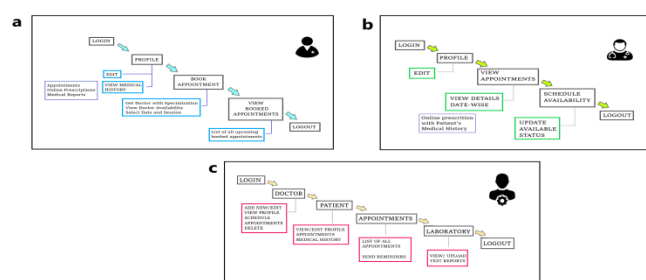 a
LOGIN
PROFILE
EDIT
VIEW MEDICAL
HISTORY
Appointments
Online Prescriptions
Medical Reports
BOOK
APPOINTMENT
Get Doctor with Specialization
View Doctor Availability
Select Date and Session
VIEW
BOOKED
APPOINTMENTS
List of all upcoming
booked appointments
LOGOUT
b
LOGIN
PROFILE
EDIT
VIEW
APPOINTMENTS
VIEW DETAILS
DATE-WISE
Online prescrition
with Patient's
Medical History
SCHEDULE
AVAILABILITY
UPDATE
AVAILABLE
STATUS
LOGOUT
c
LOGIN
DOCTOR
ADD NEW/EDIT
VIEW PROFILE
SCHEDULE
APPOINTMENTS
DELETE
PATIENT
VIEW/EDIT PROFILE
APPOINTMENTS
MEDICAL HISTORY
APPOINTMENTS
LIST OF ALL
APPOINTMENTS
SEND REMINDERS
LABORATORY
VIEW/ UPLOAD
TEST REPORTS
LOGOUT